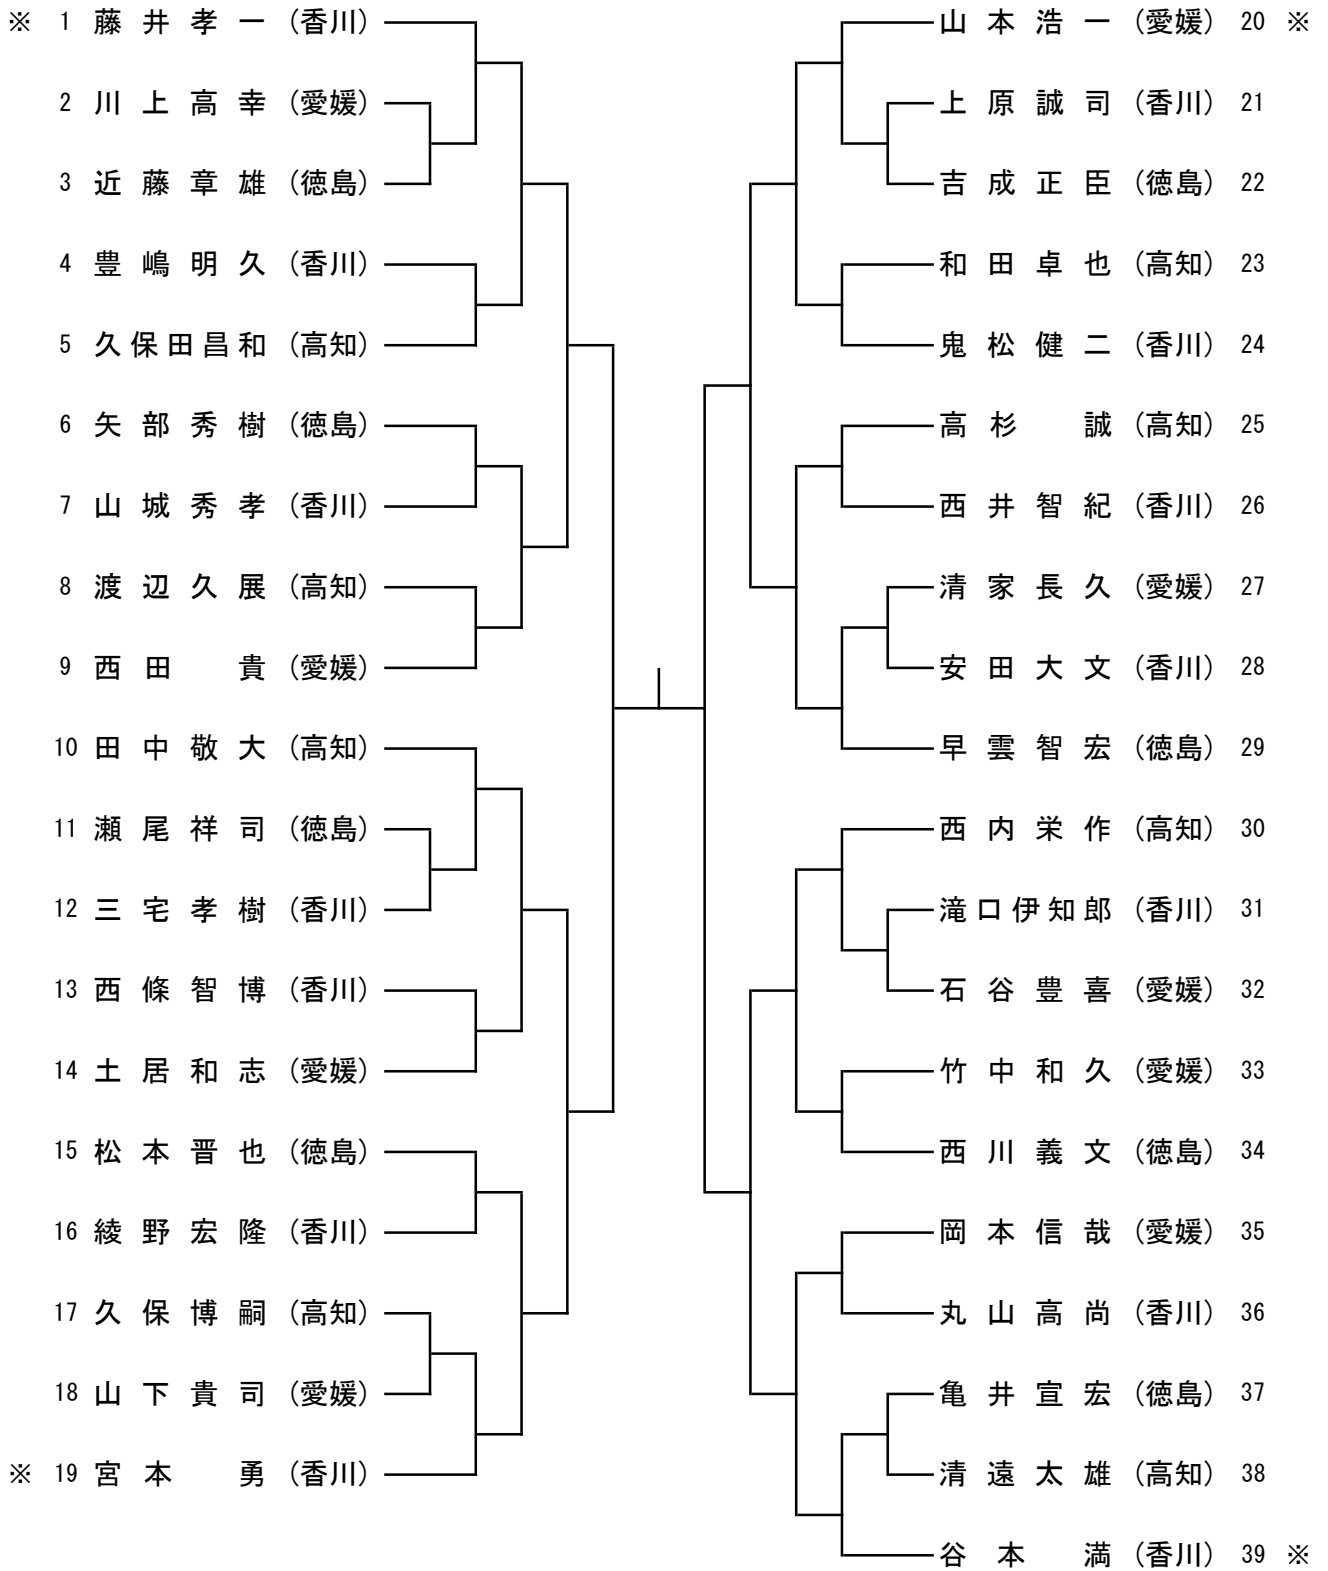 ※ 1 藤井孝一 (香川)
2 川上高幸 (愛媛)
3 近藤章雄 (徳島)
4 豊嶋明久 (香川)
5 久保田昌和 (高知)
6 矢部秀樹 (徳島)
7 山城秀孝 (香川)
8 渡辺久展 (高知)
9 西田 貴 (愛媛)
10 田中敬大 (高知)
11 瀬尾祥司 (徳島)
12 三宅孝樹 (香川)
13 西條智博 (香川)
14 土居和志 (愛媛)
15 松本晋也 (徳島)
16 綾野宏隆 (香川)
17 久保博嗣 (高知)
18 山下貴司 (愛媛)
※ 19 宮本 勇 (香川)
山本浩一 (愛媛) 20 ※
上原誠司 (香川) 21
吉成正臣 (徳島) 22
和田卓也 (高知) 23
鬼松健二 (香川) 24
高杉 誠 (高知) 25
西井智紀 (香川) 26
清家長久 (愛媛) 27
安田大文 (香川) 28
早雲智宏 (徳島) 29
西内栄作 (高知) 30
滝口伊知郎 (香川) 31
石谷豊喜 (愛媛) 32
竹中和久 (愛媛) 33
西川義文 (徳島) 34
岡本信哉 (愛媛) 35
丸山高尚 (香川) 36
亀井宣宏 (徳島) 37
清遠太雄 (高知) 38
谷本 満 (香川) 39 ※